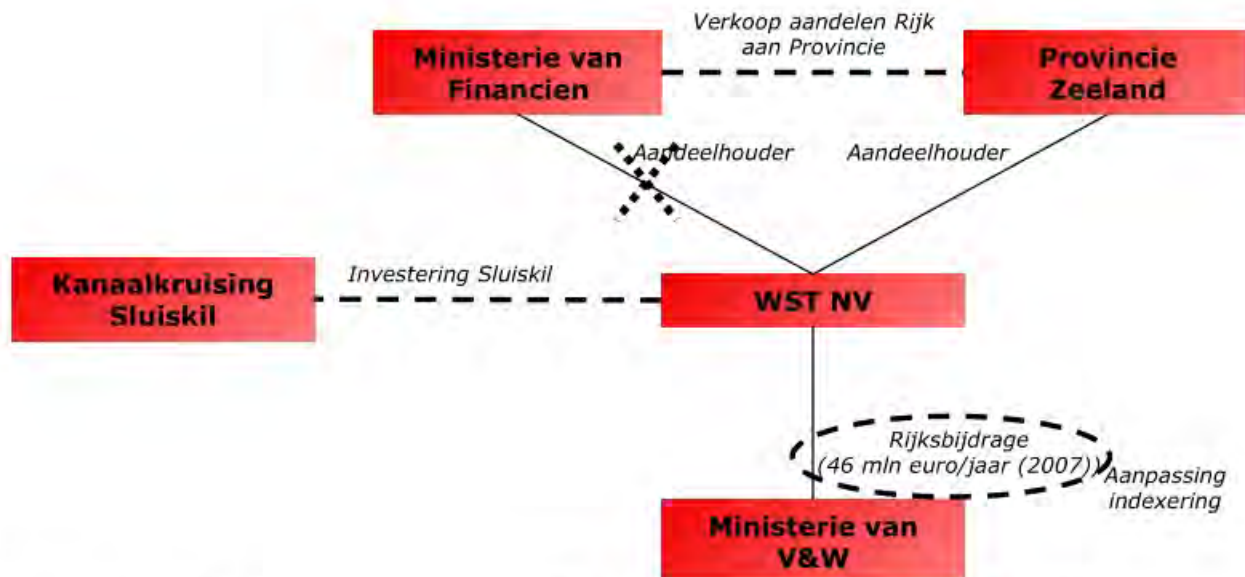 Verkoop aandelen Rijk
aan Provincie
Ministerie van
Financien
Provincie
Zeeland
Aandeelhouder
Aandeelhouder
Kanaalkruising
Sluiskil
Investering Sluiskil
WST NV
Rijksbijdrage
(46 mln euro/jaar (2007))
Aanpassing
indexering
Ministerie van
V&W